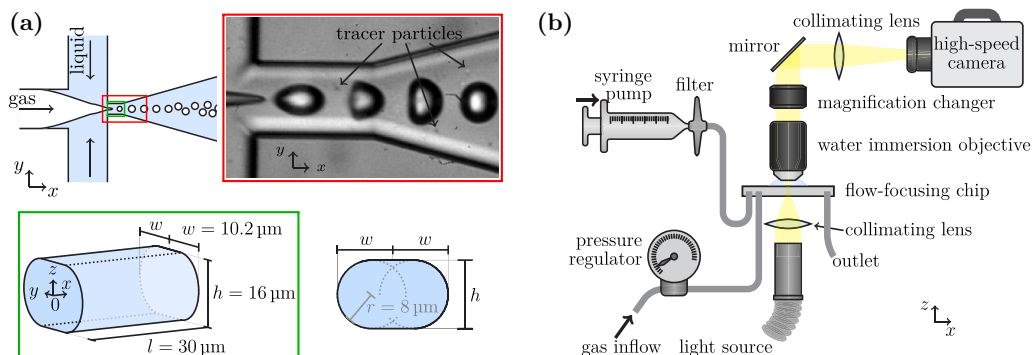 (a)
liquid
gas
y
x
tracer particles
y
x
w
w = 10.2 μm
z
y
x
0
h = 16 μm
l = 30 μm
w
w
r = 8 μm
h
(b)
collimating lens
mirror
high-speed
camera
syringe
pump
filter
magnification changer
water immersion objective
flow-focusing chip
collimating lens
pressure
regulator
outlet
gas inflow
light source
z
x